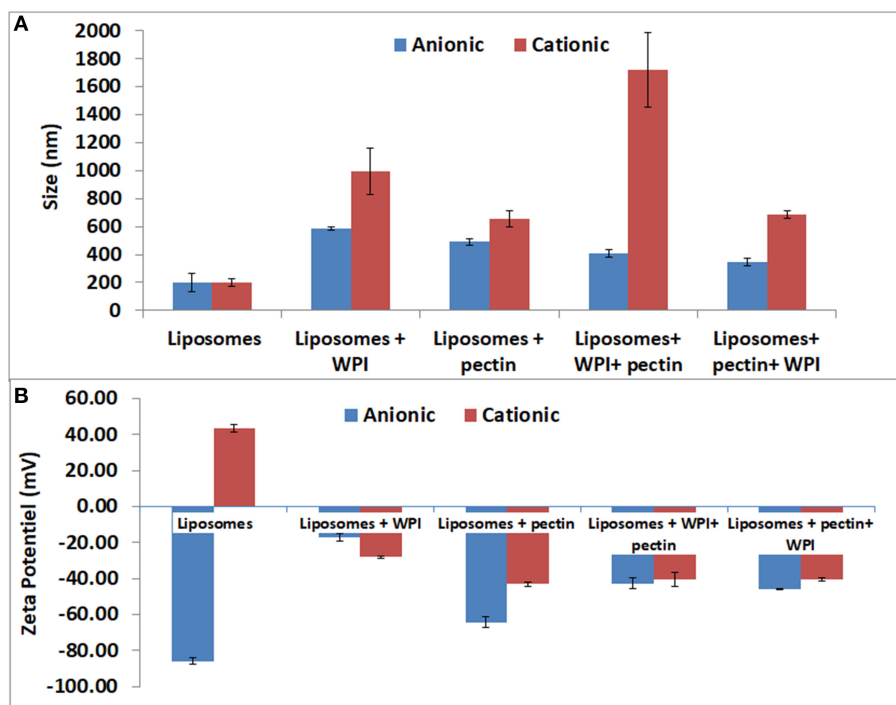 A
2000
1800
1600
1400
1200
1000
800
600
400
200
0
Size (nm)
Anionic Cationic
Liposomes
Liposomes +
WPI
Liposomes +
pectin
Liposomes+
WPI+ pectin
Liposomes+
pectin+ WPI
B
60.00
40.00
20.00
0.00
-20.00
-40.00
-60.00
-80.00
-100.00
Zeta Potentiel (mV)
Anionic Cationic
Liposomes
Liposomes + WPI
Liposomes + pectin
Liposomes + WPI+
pectin
Liposomes + pectin+
WPI